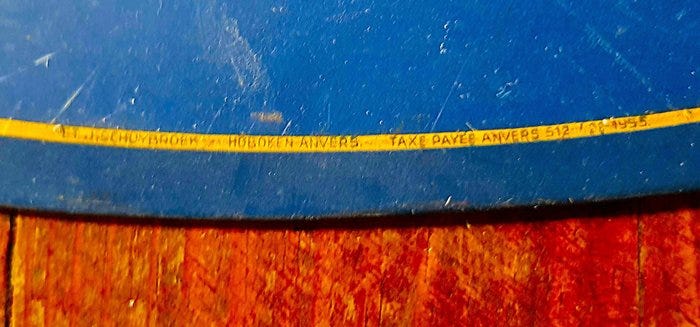 J. SCHUYBROEK HOBOKEN ANVERS. TAXE PAYEE ANVERS 512 1955